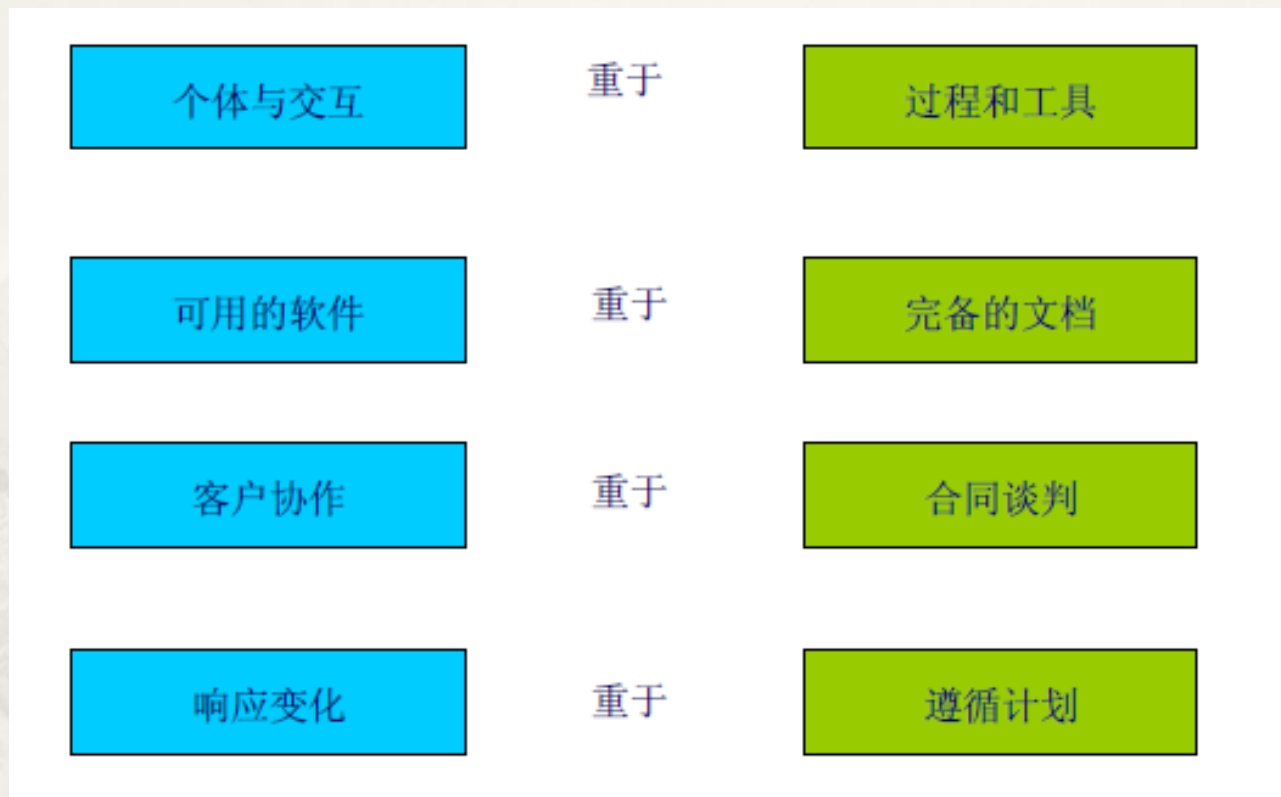 个体与交互 重于 过程和工具
可用的软件 重于 完备的文档
客户协作 重于 合同谈判
响应变化 重于 遵循计划